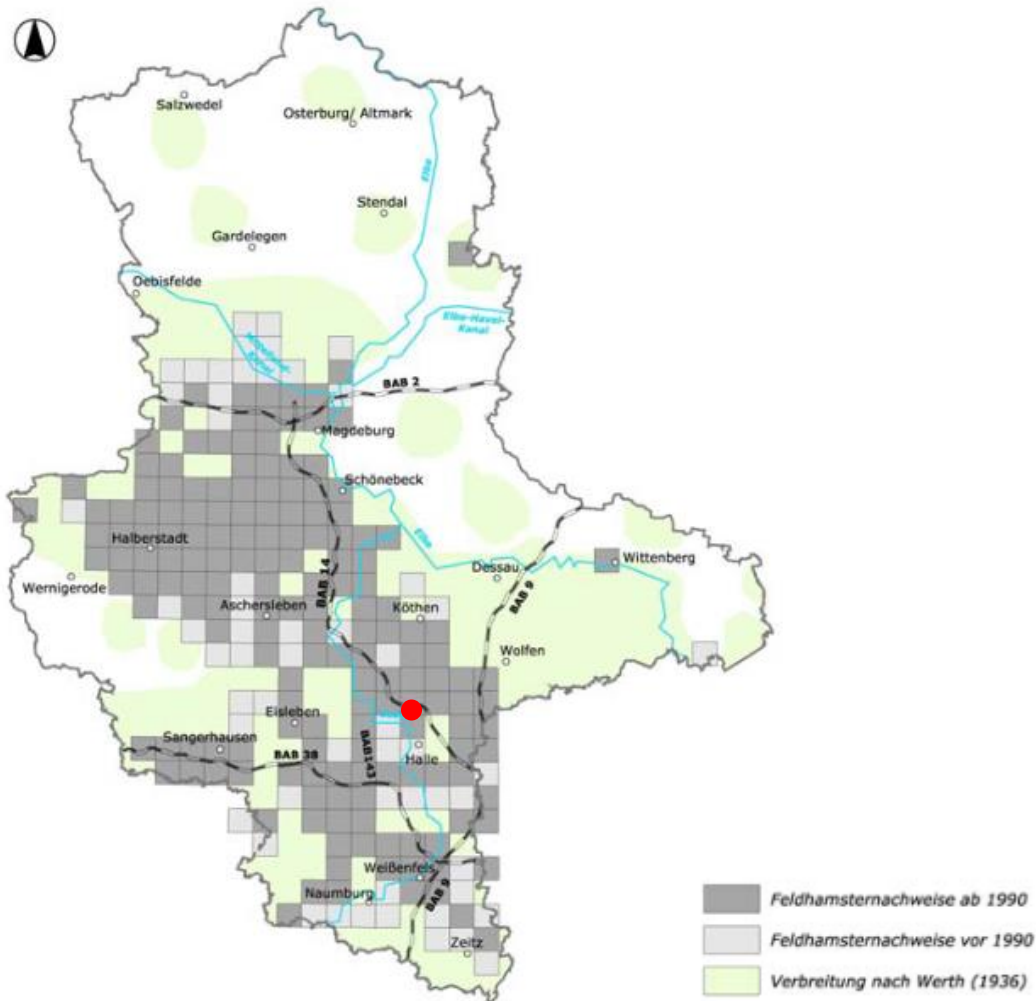 Salzwedel
Osterburg/ Altmark
Elbe
Stendal
Gardelegen
Oebisfelde
Elbe-Havel-
Kanal
BAB 2
Magdeburg
Schönebeck
Elbe
Halberstadt
Wittenberg
Dessau
Wernigerode
BAB 14
BAB 9
Aschersleben
Köthen
Wolfen
Eisleben
Sangerhausen
BAB 38
BAB143
Halle
Weißenfels
BAB 9
Naumburg
Zeitz
Feldhamsternachweise ab 1990
Feldhamsternachweise vor 1990
Verbreitung nach Werth (1936)